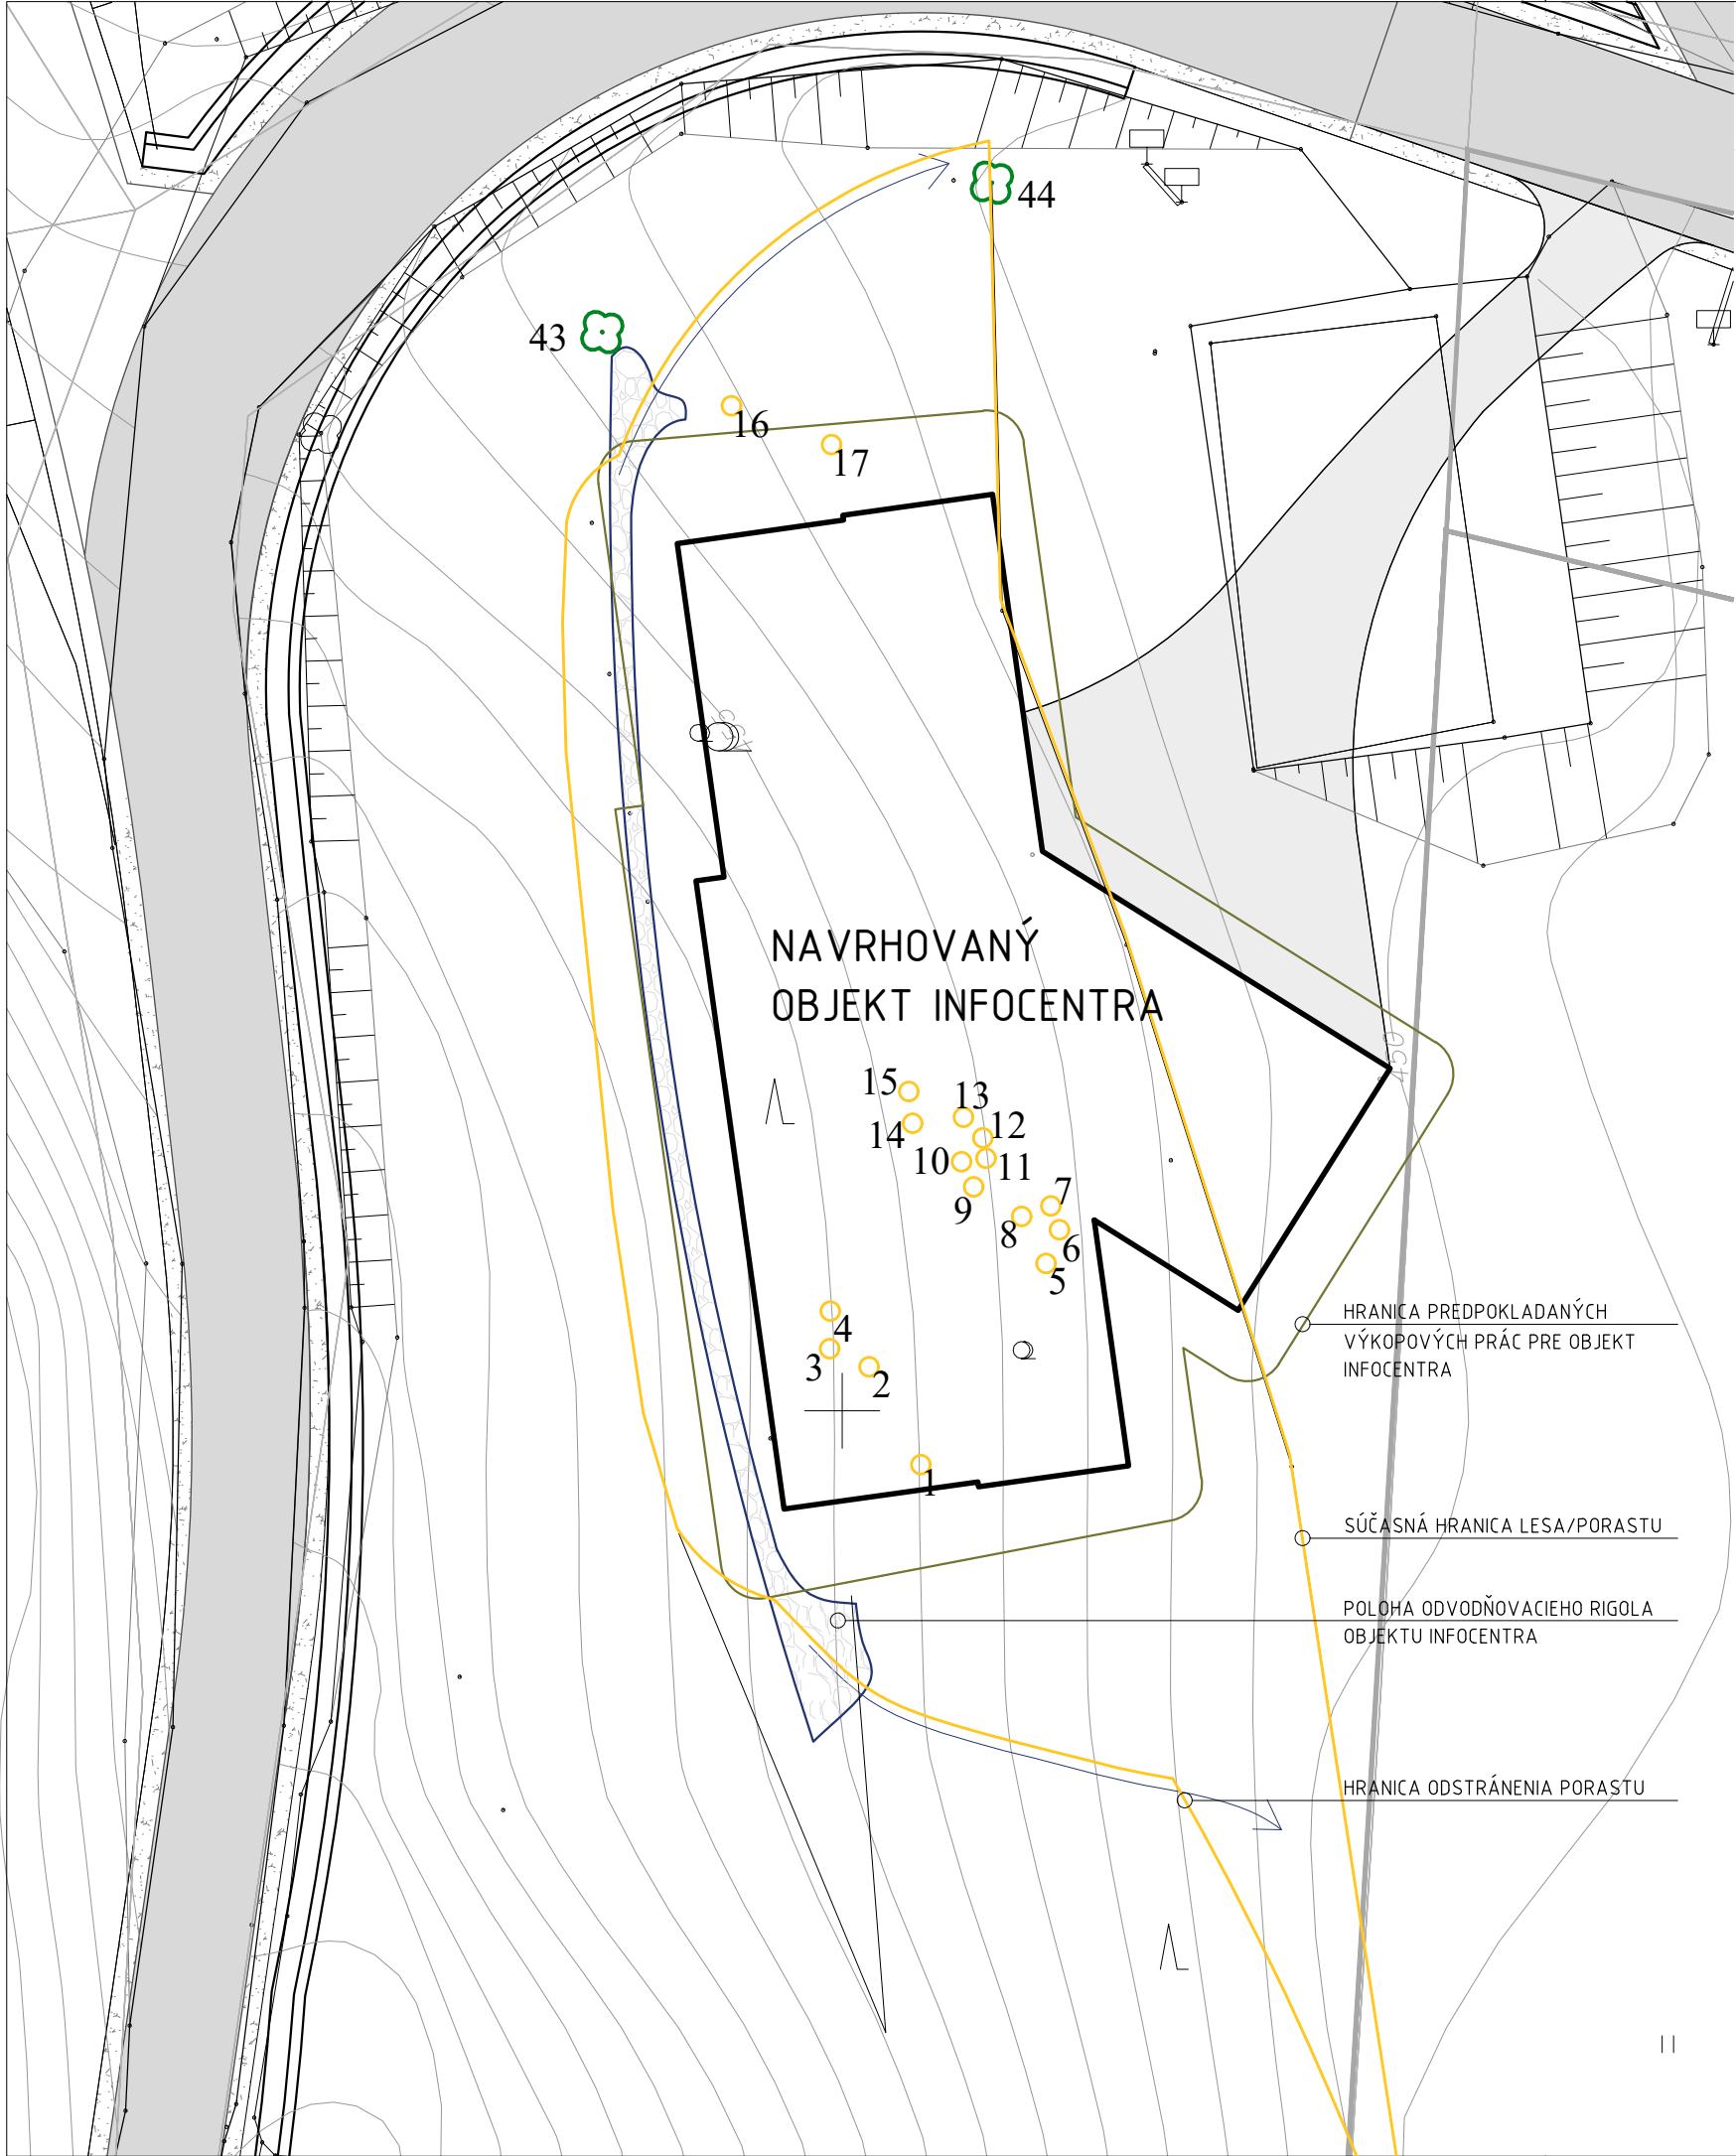 44
43
16
17
NAVRHOVANÝ
OBJEKT INFOCENTRA
15
13
14
12
10
11
9
7
8
6
5
4
3
2
1
HRANICA PREDPOKLADANÝCH
VÝKOPOVÝCH PRÁC PRE OBJEKT
INFOCENTRA
SÚČASNÁ HRANICA LESA/PORASTU
POLOHA ODVODŇOVACIEHO RIGOLA
OBJEKTU INFOCENTRA
HRANICA ODSTRÁNENIA PORASTU